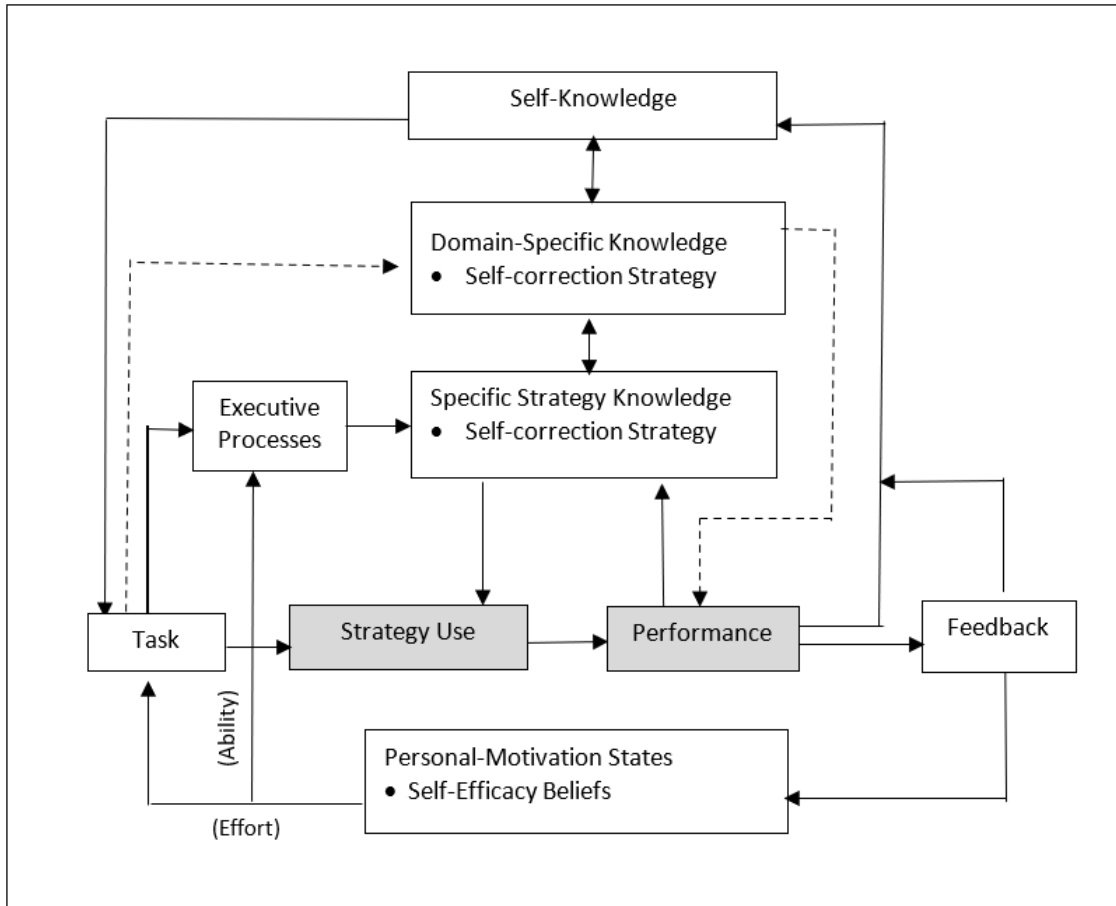 Self-Knowledge
Domain-Specific Knowledge
• Self-correction Strategy
Executive
Processes
Specific Strategy Knowledge
• Self-correction Strategy
Task
Strategy Use
Performance
Feedback
(Ability)
Personal-Motivation States
• Self-Efficacy Beliefs
(Effort)